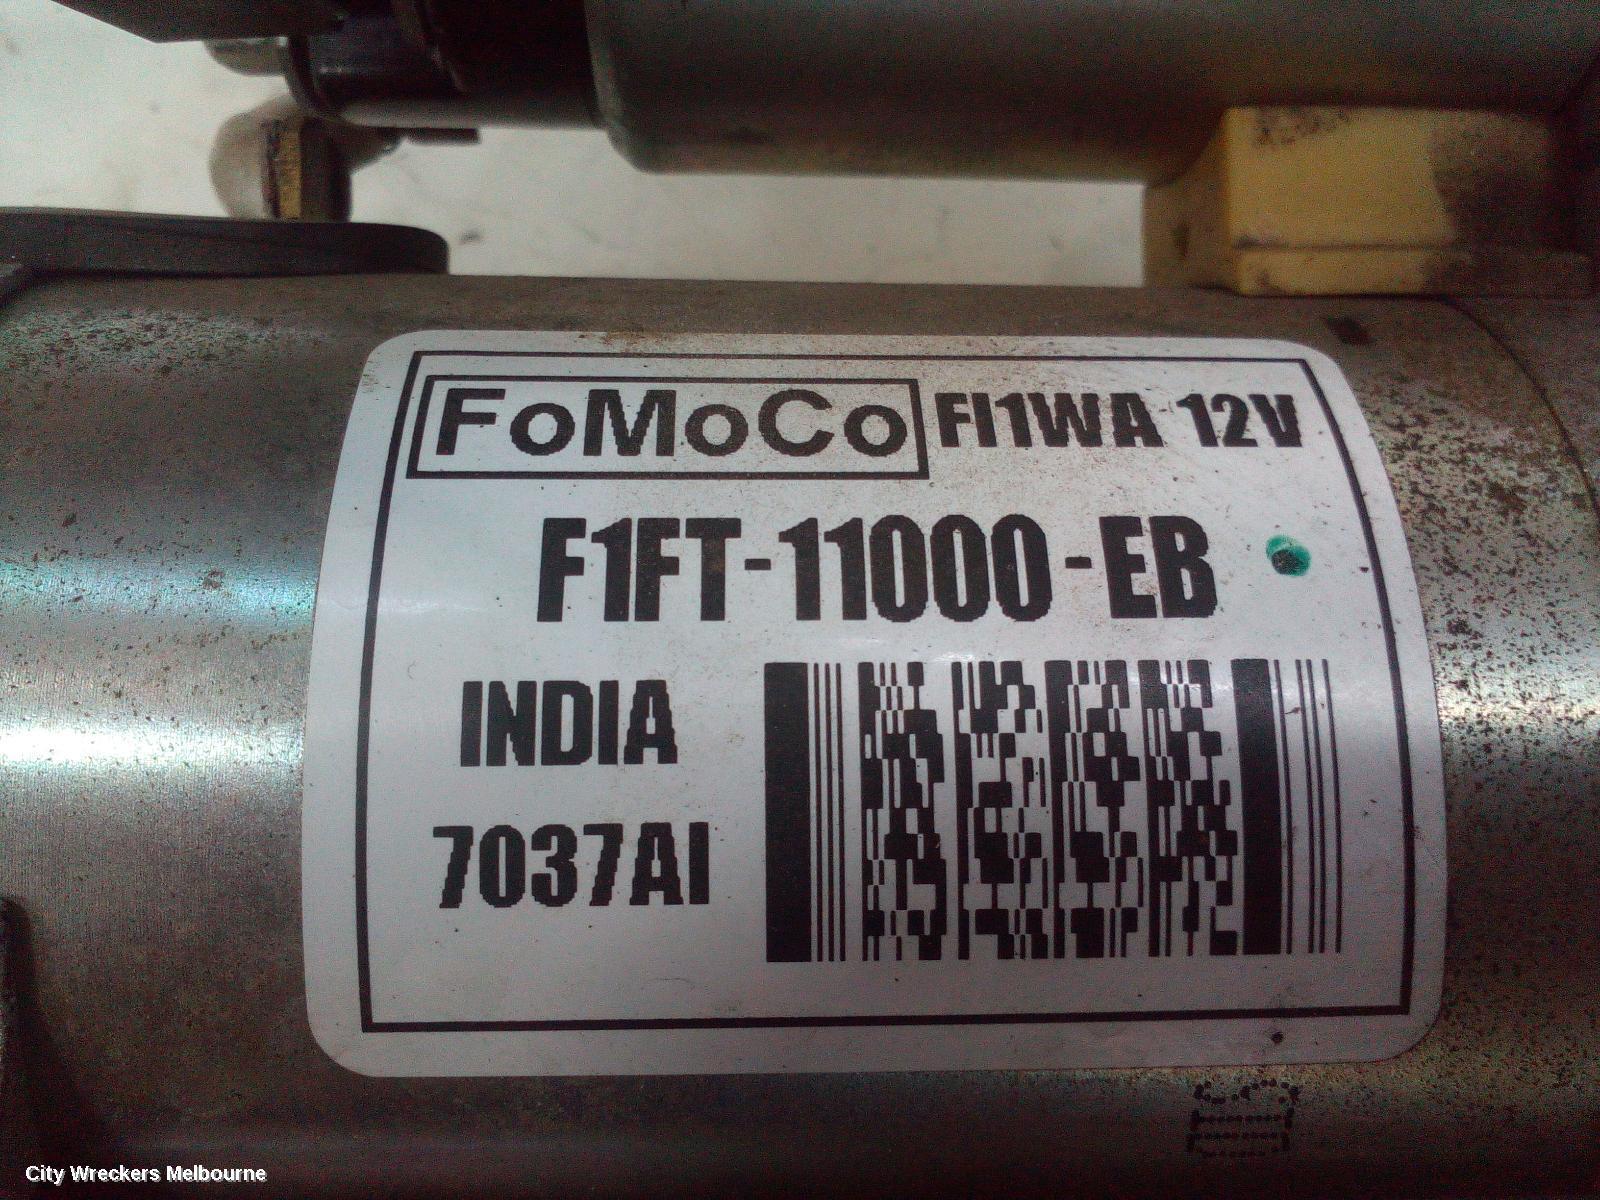 FoMoCo FI1WA 12V
F1FT-11000-EB
INDIA
7037AI
City Wreckers Melbourne